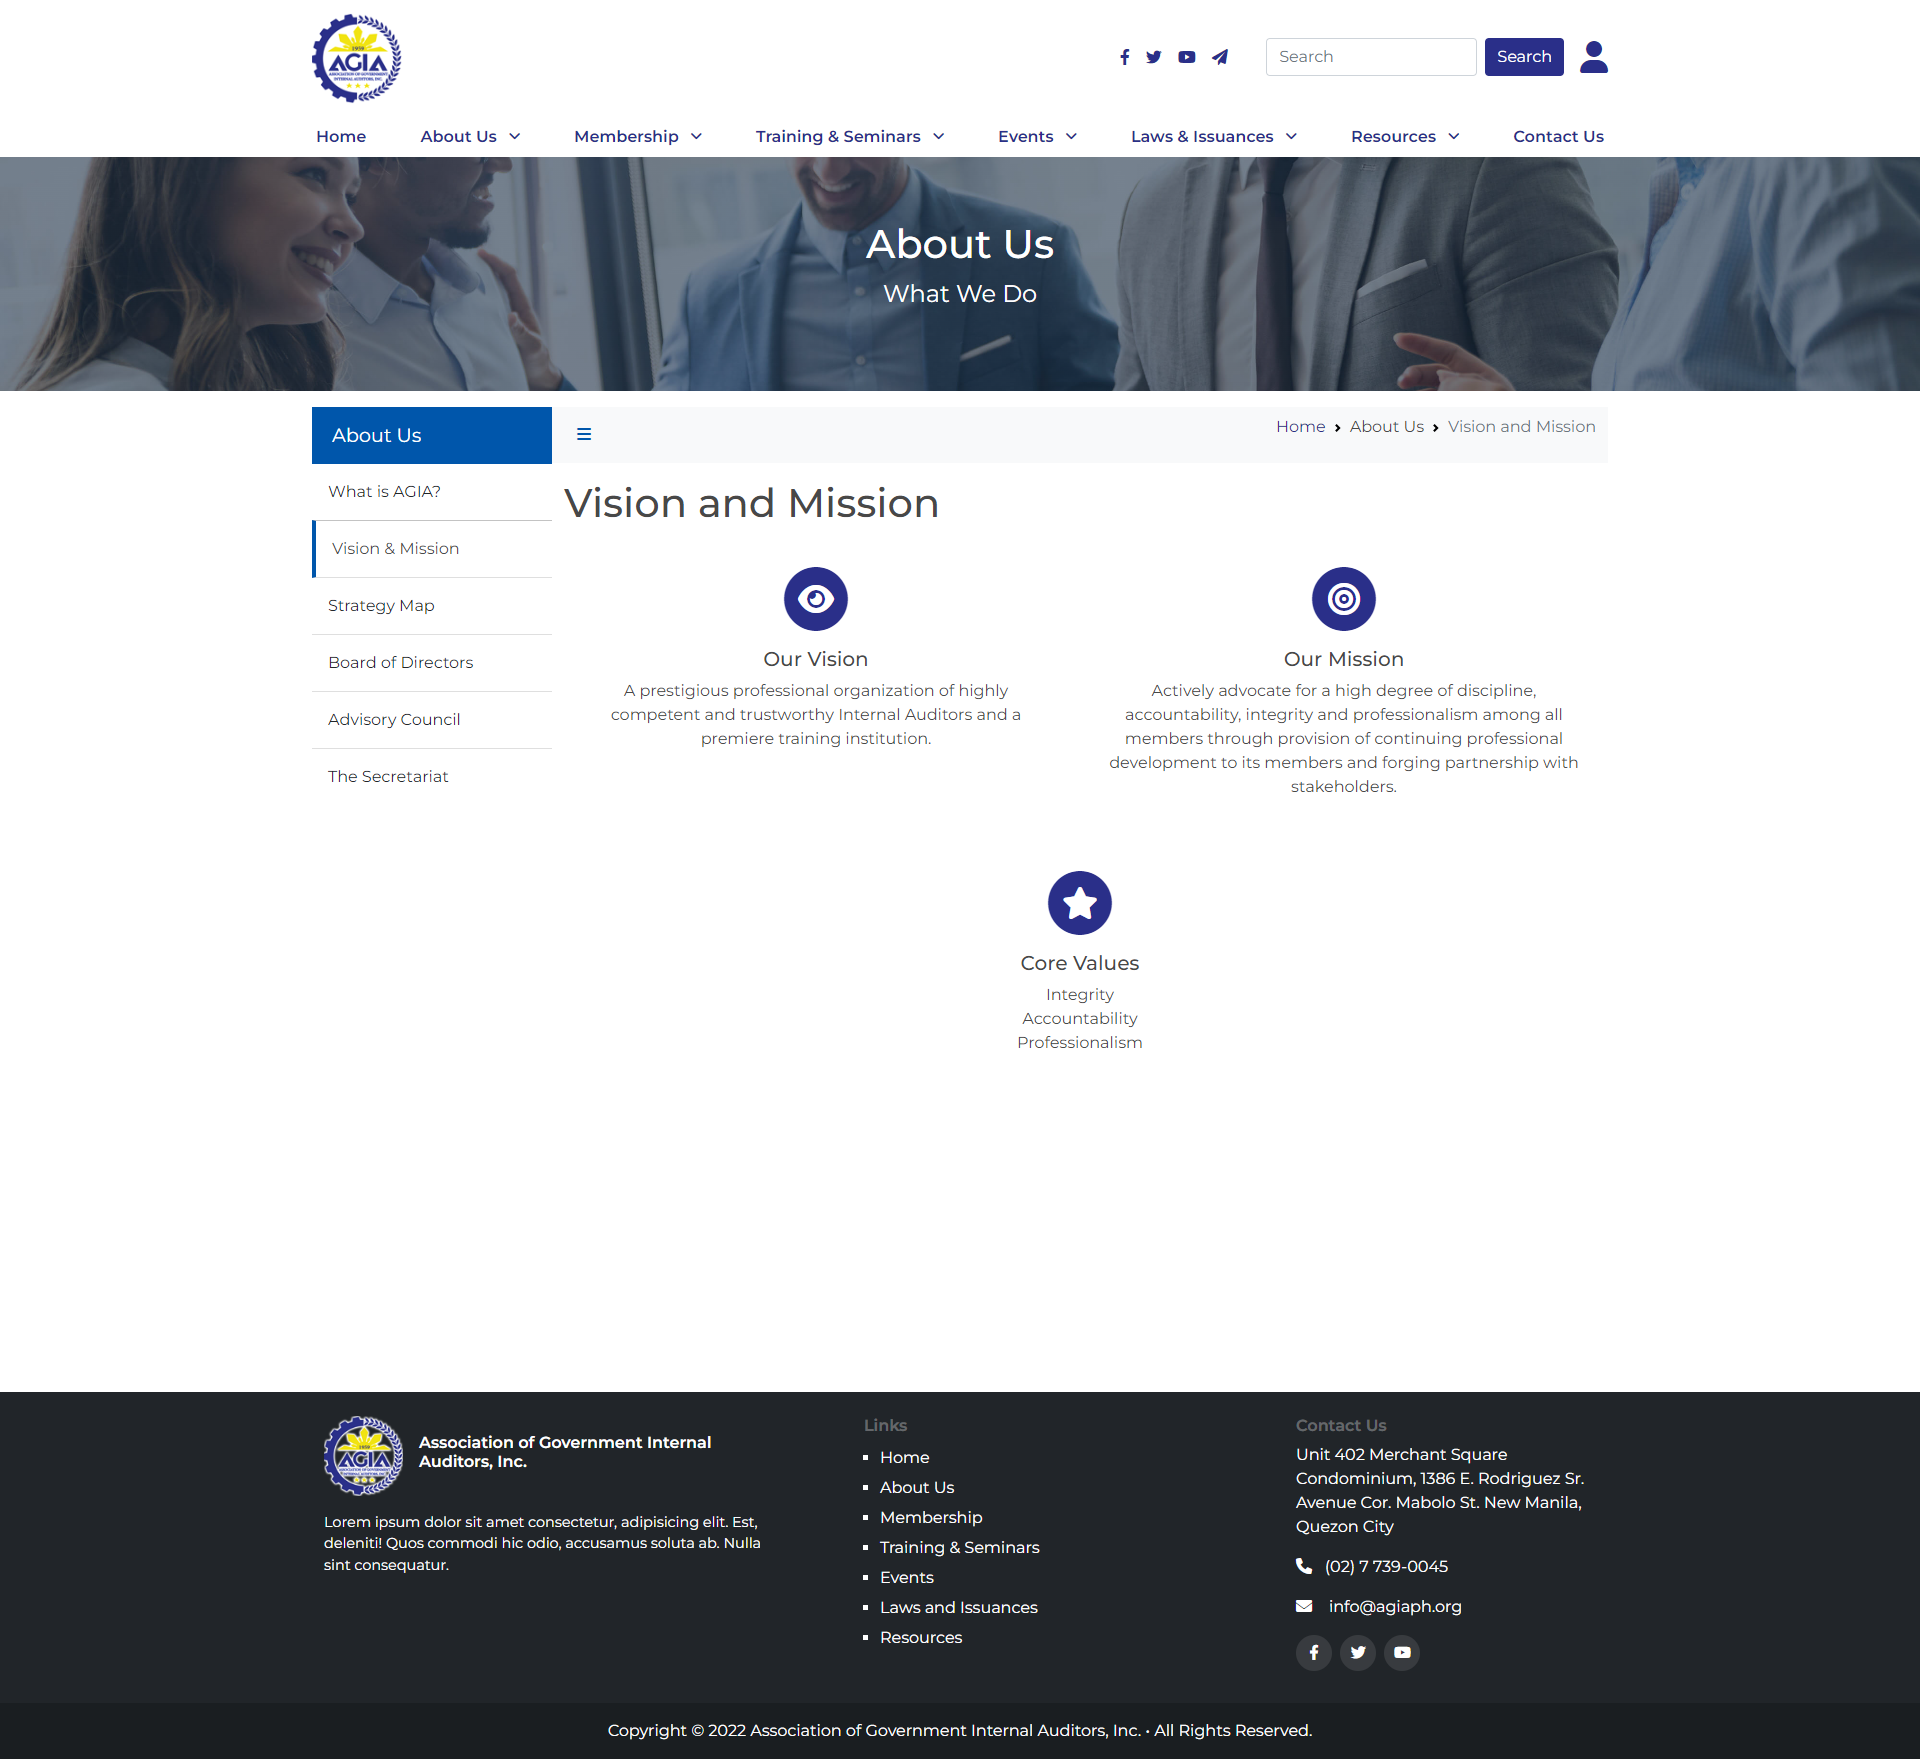 1958
AGIA
ASSOCIATION OF GOVERNMENT
INTERNAL AUDITORS, INC.
Search
Search
Home
About Us
Membership
Training & Seminars
Events
Laws & Issuances
Resources
Contact Us
About Us
What We Do
About Us
What is AGIA?
Vision & Mission
Strategy Map
Board of Directors
Advisory Council
The Secretariat
Home
About Us
Vision and Mission
Vision and Mission
Our Vision
A prestigious professional organization of highly
competent and trustworthy Internal Auditors and a
premiere training institution.
Our Mission
Actively advocate for a high degree of discipline,
accountability, integrity and professionalism among all
members through provision of continuing professional
development to its members and forging partnership with
stakeholders.
Core Values
Integrity
Accountability
Professionalism
AGIA
Association of Government Internal
Auditors, Inc.
Lorem ipsum dolor sit amet consectetur, adipisicing elit. Est,
deleniti! Quos commodi hic odio, accusamus soluta ab. Nulla
sint consequatur.
Links
Home
About Us
Membership
Training & Seminars
Events
Laws and Issuances
Resources
Contact Us
Unit 402 Merchant Square
Condominium, 1386 E. Rodriguez Sr.
Avenue Cor. Mabolo St. New Manila,
Quezon City
(02) 7 739-0045
info@agiaph.org
Copyright © 2022 Association of Government Internal Auditors, Inc. • All Rights Reserved.